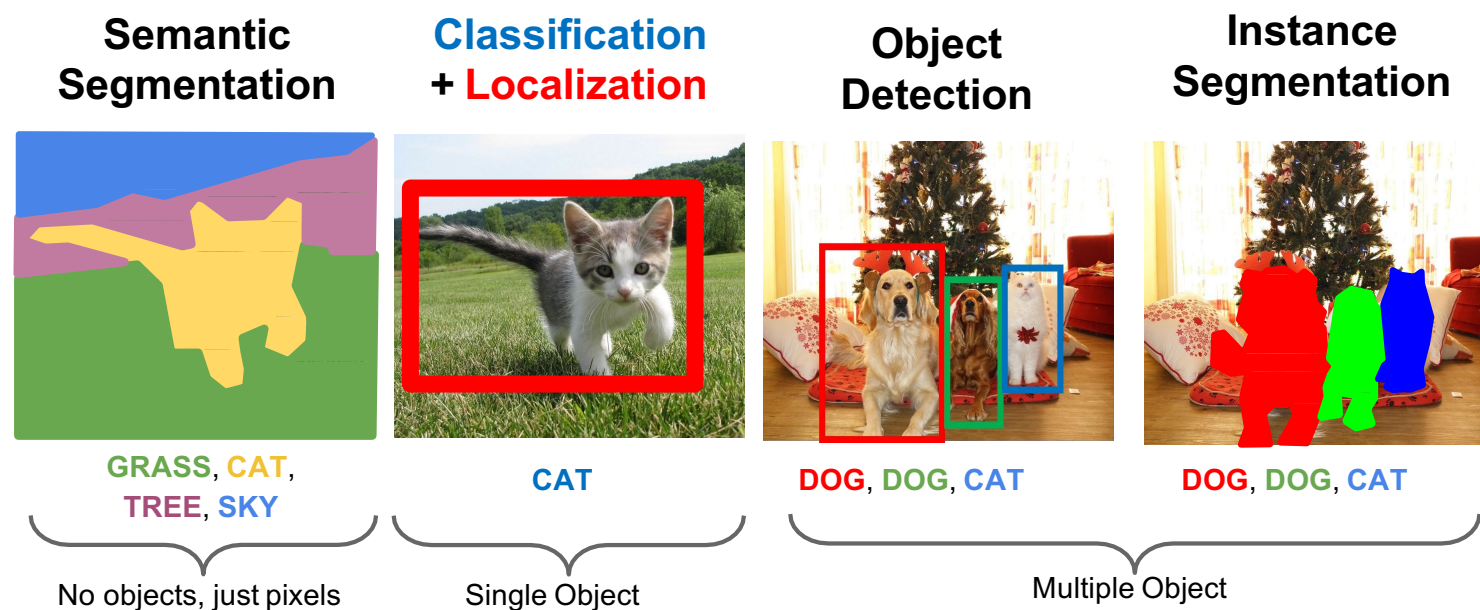 Semantic
Segmentation
Classification
+ Localization
Object
Detection
Instance
Segmentation
GRASS, CAT,
TREE, SKY
CAT
DOG, DOG, CAT
DOG, DOG, CAT
No objects, just pixels
Single Object
Multiple Object